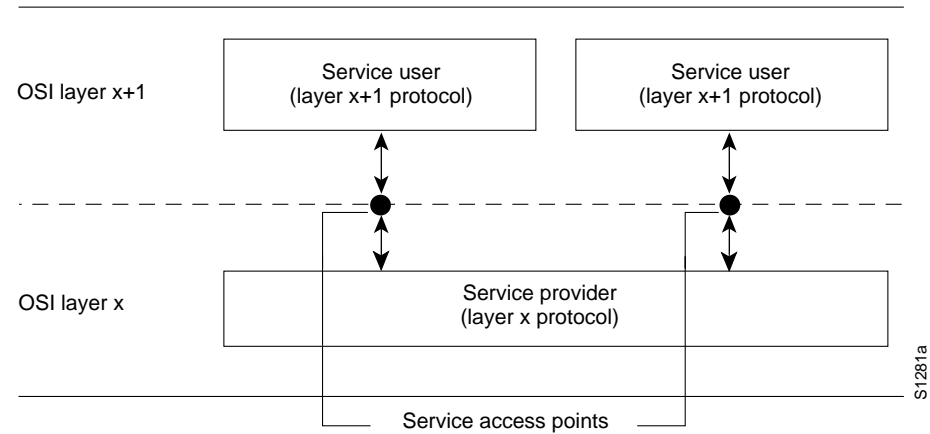 Service user
(layer x+1 protocol)
Service user
(layer x+1 protocol)
OSI layer x+1
OSI layer x
Service provider
(layer x protocol)
S1281a
Service access points